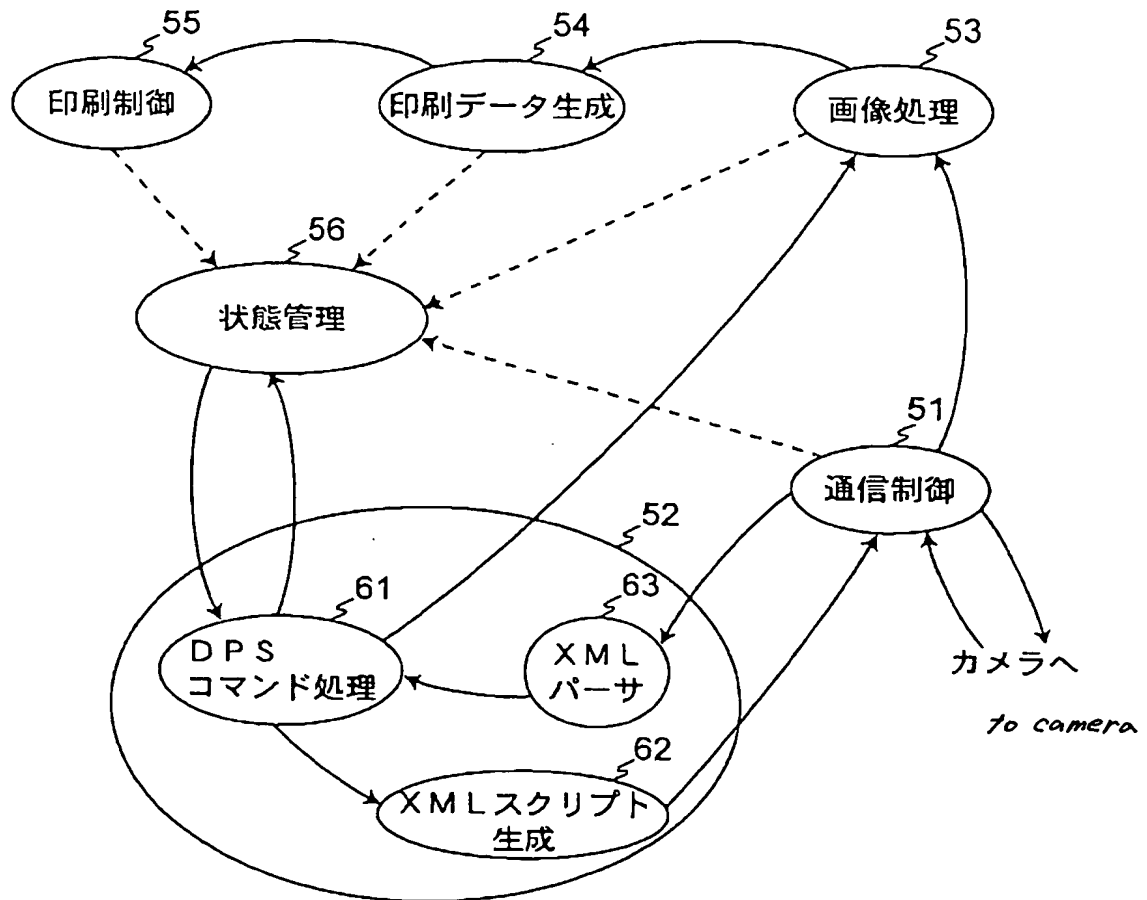 55
54
53
印刷制御
印刷データ生成
画像処理
56
状態管理
51
通信制御
52
61
63
DPS
コマンド処理
XML
パーサ
カメラへ
to camera
62
XMLスクリプト
生成